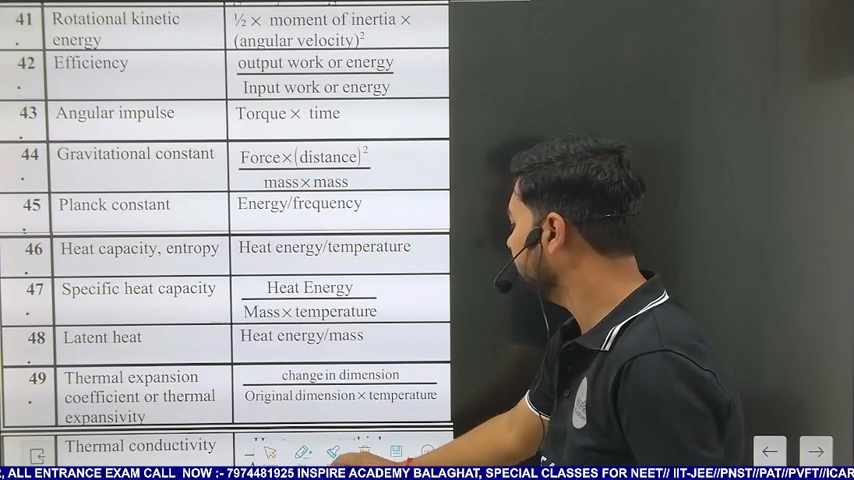 41 Rotational kinetic ½ × moment of inertia ×
. energy (angular velocity)²
42 Efficiency output work or energy
. Input work or energy
43 Angular impulse Torque × time
.
44 Gravitational constant Force×(distance)²
. mass×mass
45 Planck constant Energy/frequency
.
46 Heat capacity, entropy Heat energy/temperature
.
47 Specific heat capacity Heat Energy
. Mass×temperature
48 Latent heat Heat energy/mass
.
49 Thermal expansion change in dimension
. coefficient or thermal Original dimension×temperature
expansivity
Thermal conductivity
, ALL ENTRANCE EXAM CALL NOW :- 7974481925 INSPIRE ACADEMY BALAGHAT, SPECIAL CLASSES FOR NEET// IIT-JEE//PNST//PAT//PVFT//ICAR